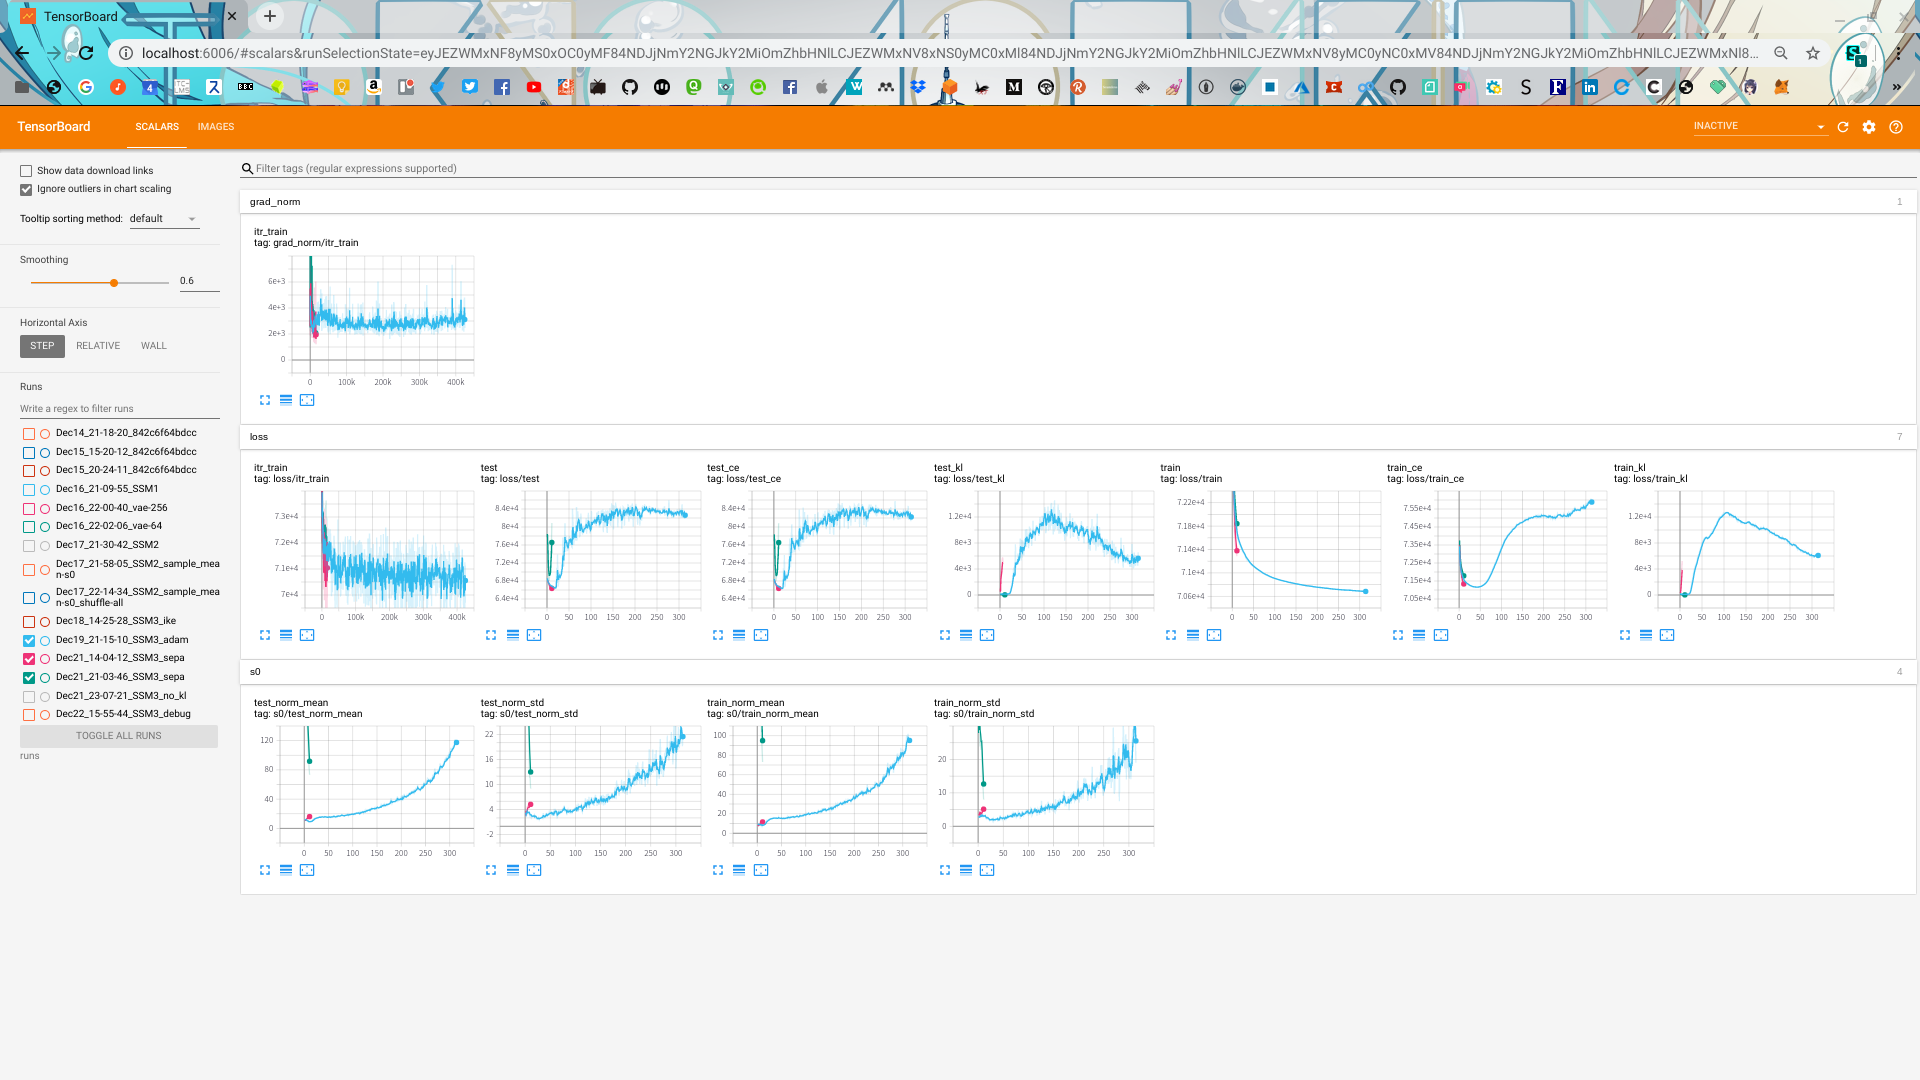 TensorBoard
localhost:6006/#scalars&runSelectionState=eyJEZWMxNF8yMS0xOC0yMF84NDJjNmY2NGJkY2MiOmZhbHNlLCJEZWMxNV8xNS0yMC0xMl84NDJjNmY2NGJkY2MiOmZhbHNlLCJEZWMxNV8yMC0yNC0xMV84NDJjNmY2NGJkY2MiOmZhbHNlLCJEZWMxNl8...
TensorBoard
SCALARS
IMAGES
INACTIVE
Show data download links
Ignore outliers in chart scaling
Tooltip sorting method: default
Smoothing
0.6
Horizontal Axis
STEP RELATIVE WALL
Runs
Write a regex to filter runs
Dec14_21-18-20_842c6f64bdcc
Dec15_15-20-12_842c6f64bdcc
Dec15_20-24-11_842c6f64bdcc
Dec16_21-09-55_SSM1
Dec16_22-00-40_vae-256
Dec16_22-02-06_vae-64
Dec17_21-30-42_SSM2
Dec17_21-58-05_SSM2_sample_mea
n-s0
Dec17_22-14-34_SSM2_sample_mea
n-s0_shuffle-all
Dec18_14-25-28_SSM3_ike
Dec19_21-15-10_SSM3_adam
Dec21_14-04-12_SSM3_sepa
Dec21_21-03-46_SSM3_sepa
Dec21_23-07-21_SSM3_no_kl
Dec22_15-55-44_SSM3_debug
TOGGLE ALL RUNS
runs
Filter tags (regular expressions supported)
grad_norm 1
itr_train
tag: grad_norm/itr_train
6e+3
4e+3
2e+3
0
0 100k 200k 300k 400k
loss 7
itr_train
tag: loss/itr_train
7.3e+4
7.2e+4
7.1e+4
7e+4
0 100k 200k 300k 400k
test
tag: loss/test
8.4e+4
8e+4
7.6e+4
7.2e+4
6.8e+4
6.4e+4
0 50 100 150 200 250 300
test_ce
tag: loss/test_ce
8.4e+4
8e+4
7.6e+4
7.2e+4
6.8e+4
6.4e+4
0 50 100 150 200 250 300
test_kl
tag: loss/test_kl
1.2e+4
8e+3
4e+3
0
0 50 100 150 200 250 300
train
tag: loss/train
7.22e+4
7.18e+4
7.14e+4
7.1e+4
7.06e+4
0 50 100 150 200 250 300
train_ce
tag: loss/train_ce
7.55e+4
7.45e+4
7.35e+4
7.25e+4
7.15e+4
7.05e+4
0 50 100 150 200 250 300
train_kl
tag: loss/train_kl
1.2e+4
8e+3
4e+3
0
0 50 100 150 200 250 300
s0 4
test_norm_mean
tag: s0/test_norm_mean
120
80
40
0
0 50 100 150 200 250 300
test_norm_std
tag: s0/test_norm_std
22
16
10
4
-2
0 50 100 150 200 250 300
train_norm_mean
tag: s0/train_norm_mean
100
80
60
40
20
0
0 50 100 150 200 250 300
train_norm_std
tag: s0/train_norm_std
20
10
0
0 50 100 150 200 250 300